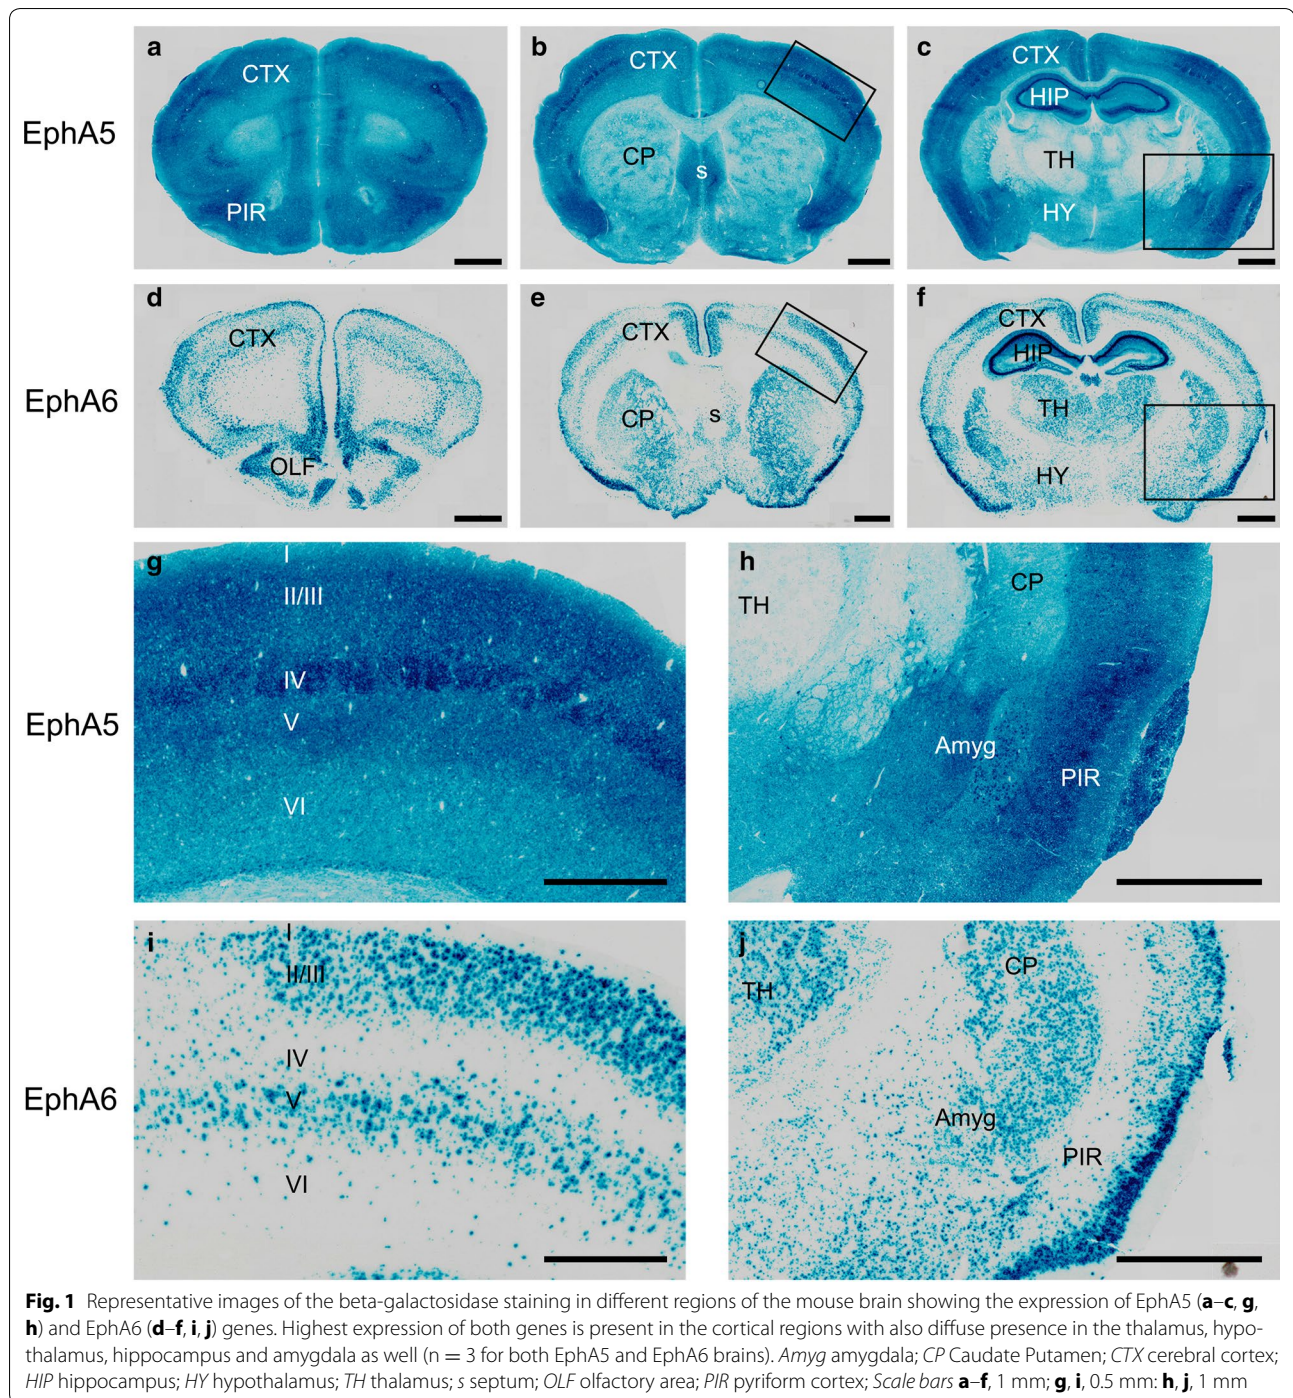 EphA5
a
CTX
PIR
b
CTX
CP
s
c
CTX
HIP
TH
HY
EphA6
d
CTX
OLF
e
CTX
CP
s
f
CTX
HIP
TH
HY
EphA5
g
I
II/III
IV
V
VI
h
CP
TH
Amyg
PIR
EphA6
i
I
II/III
IV
V
VI
j
CP
TH
Amyg
PIR
Fig. 1 Representative images of the beta-galactosidase staining in different regions of the mouse brain showing the expression of EphA5 (a–c, g,
h) and EphA6 (d–f, i, j) genes. Highest expression of both genes is present in the cortical regions with also diffuse presence in the thalamus, hypo-
thalamus, hippocampus and amygdala as well (n = 3 for both EphA5 and EphA6 brains). Amyg amygdala; CP Caudate Putamen; CTX cerebral cortex;
HIP hippocampus; HY hypothalamus; TH thalamus; s septum; OLF olfactory area; PIR pyriform cortex; Scale bars a–f, 1 mm; g, i, 0.5 mm: h, j, 1 mm